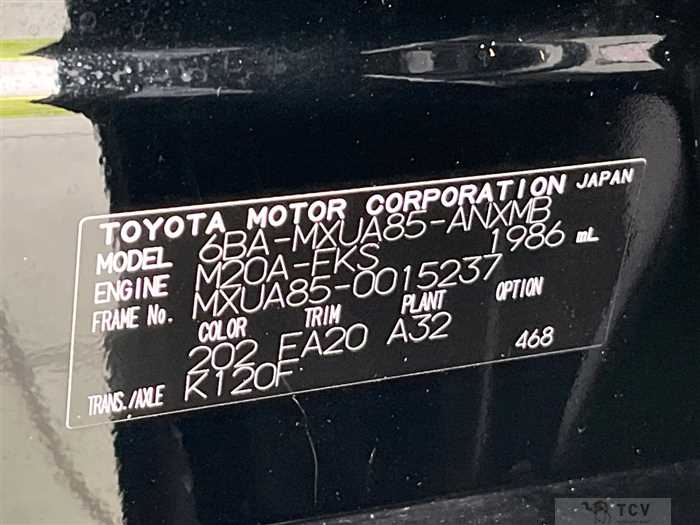 TOYOTA MOTOR CORPORATION JAPAN
MODEL 6BA-MXUA85-ANXMB
ENGINE M20A-FKS 1986 mL
FRAME No. MXUA85-0015237
COLOR TRIM PLANT OPTION
202 EA20 A32 468
TRANS./AXLE K120F
TCV